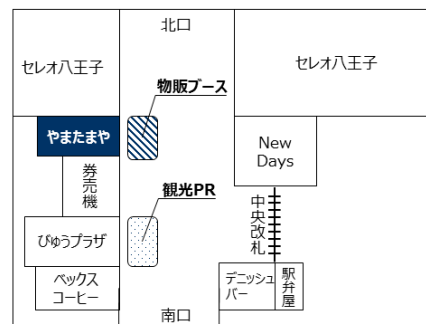 北口
セレオ八王子
セレオ八王子
物販ブース
やまたまや
New
Days
券売機
観光PR
中央改札
びゅうプラザ
ベックス
コーヒー
デニッシュ
バー
駅弁屋
南口